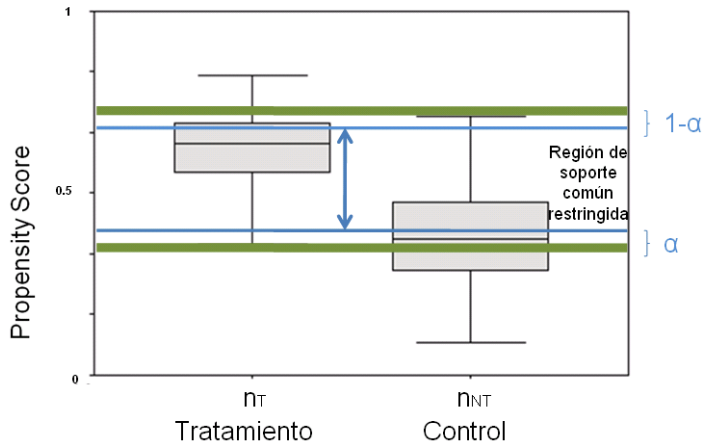 1
} 1-α
Propensity Score
Región de
soporte
común
restringida
0.5
} α
0
nT
nNT
Tratamiento
Control